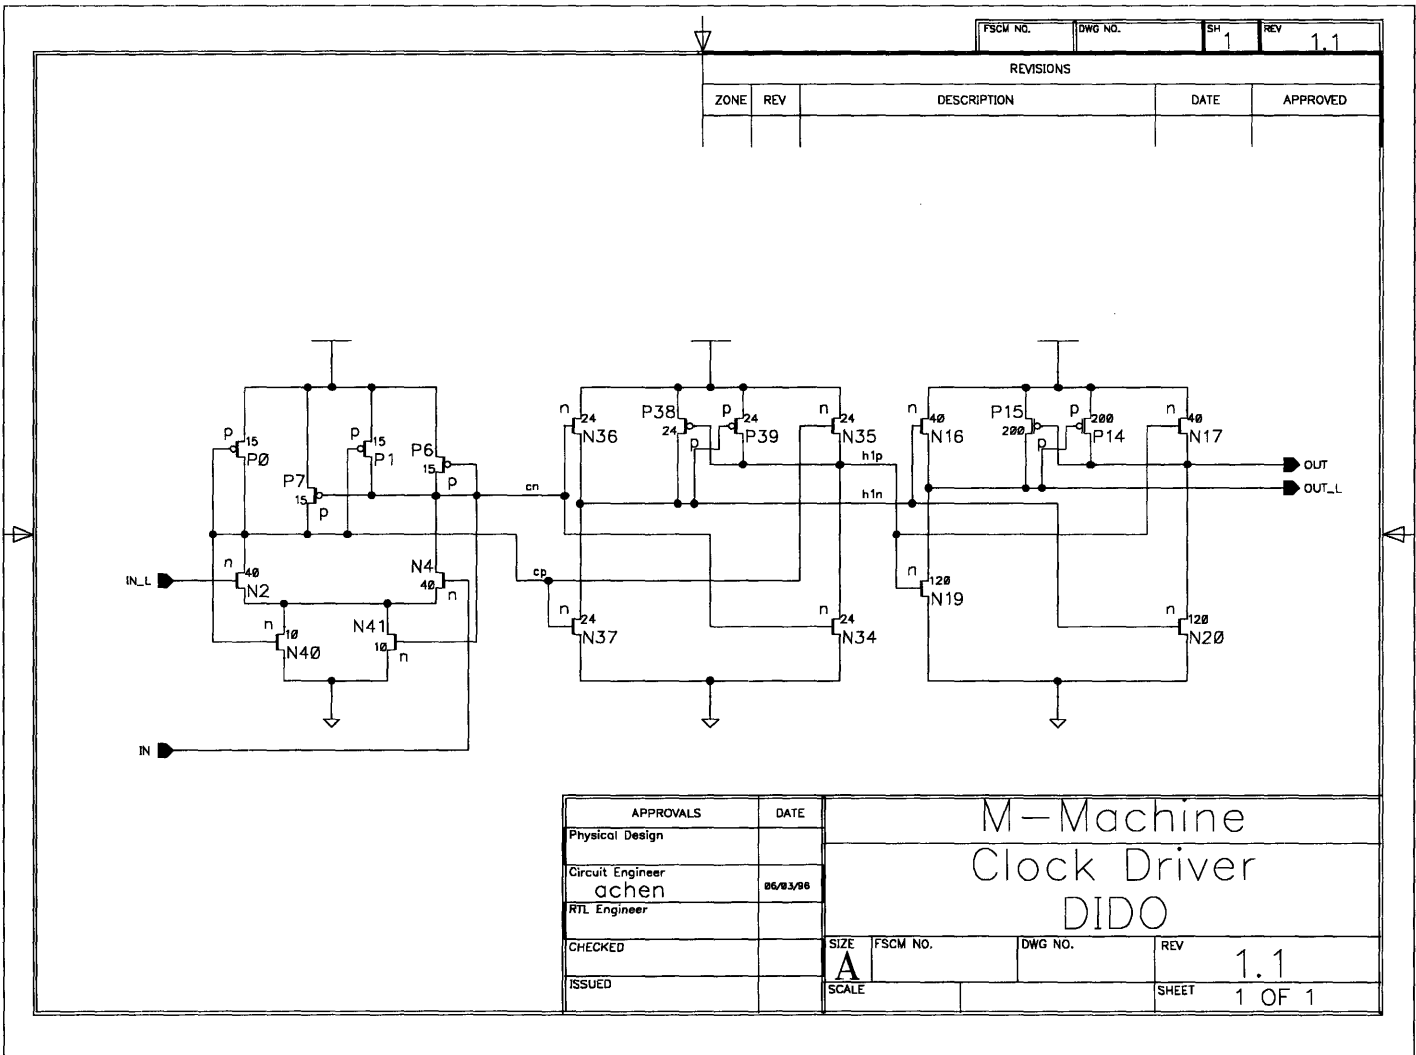 FSCM NO.
DWG NO.
SH 1
REV 1.1
REVISIONS
ZONE REV DESCRIPTION DATE APPROVED
p 15 PØ
P7 15 p
p 15 P1
P6 15 p
n 40 N2
N4 40 n
n 10 N40
N41 10 n
IN_L
IN
cn
cp
n 24 N36
P38 24 p
p 24 P39
n 24 N35
n 24 N37
n 24 N34
h1p
h1n
n 40 N16
P15 200 p
p 200 P14
n 40 N17
n 120 N19
n 120 N20
OUT
OUT_L
APPROVALS DATE
Physical Design
Circuit Engineer
achen 06/03/96
RTL Engineer
CHECKED
ISSUED
M-Machine
Clock Driver
DIDO
SIZE A
FSCM NO.
DWG NO.
REV 1.1
SCALE
SHEET 1 OF 1